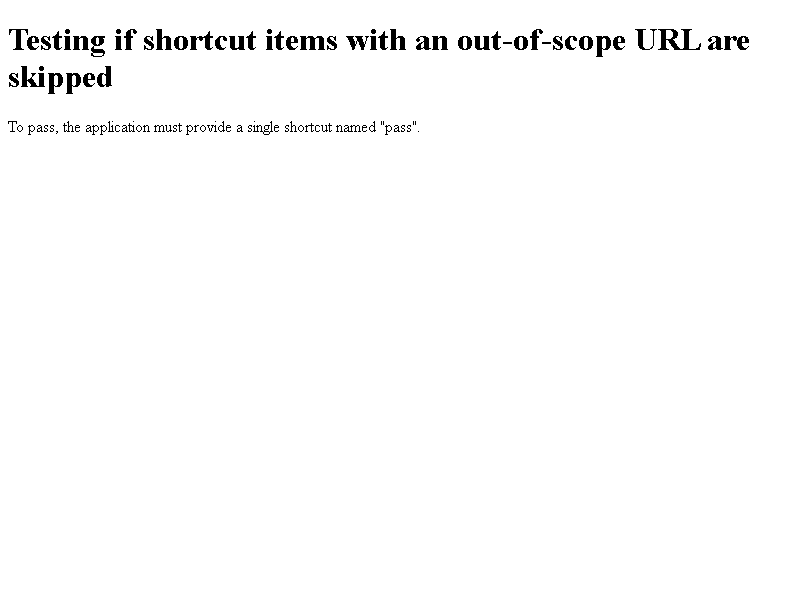 Testing if shortcut items with an out-of-scope URL are
skipped
To pass, the application must provide a single shortcut named "pass".